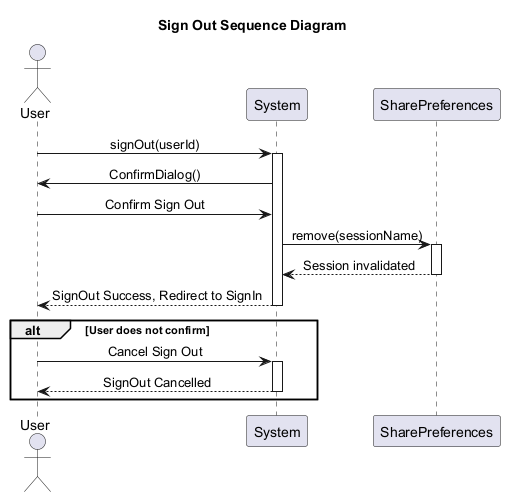 Sign Out Sequence Diagram
User
System
SharePreferences
signOut(userId)
ConfirmDialog()
Confirm Sign Out
remove(sessionName)
Session invalidated
SignOut Success, Redirect to SignIn
alt [User does not confirm]
Cancel Sign Out
SignOut Cancelled
User
System
SharePreferences